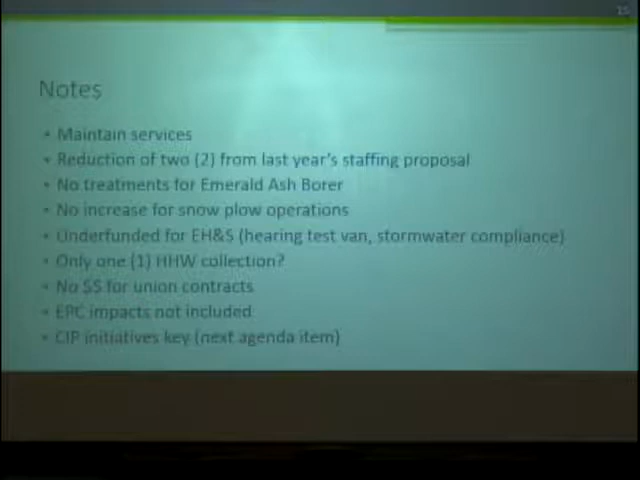 15
Notes
• Maintain services
• Reduction of two (2) from last year's staffing proposal
• No treatments for Emerald Ash Borer
• No increase for snow plow operations
• Underfunded for EH&S (hearing test van, stormwater compliance)
• Only one (1) HHW collection?
• No $$ for union contracts
• EPC impacts not included
• CIP initiatives key (next agenda item)